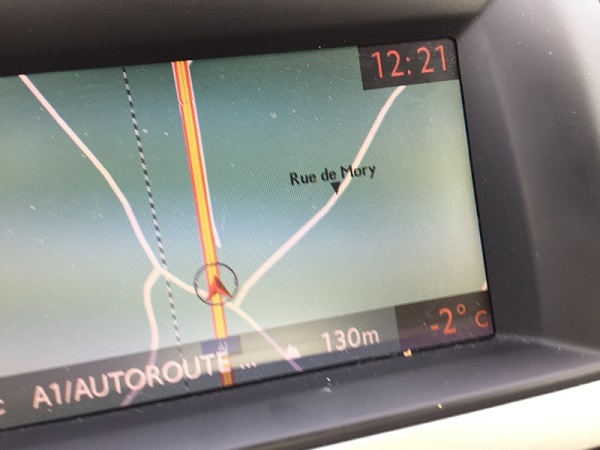 12:21
Rue de Mory
-2° C
A1/AUTOROUTE ... 130m